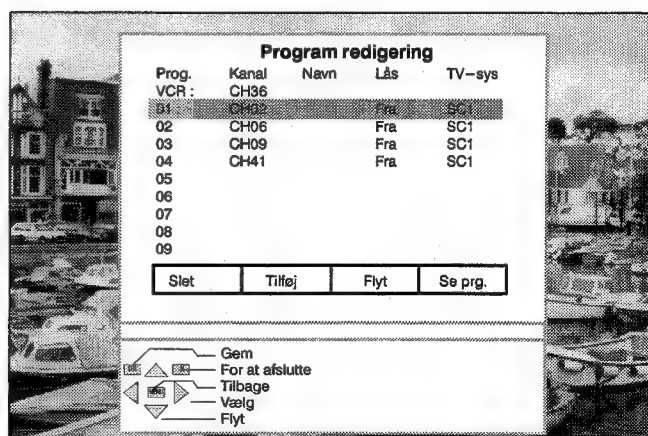 Program redigering
Prog. Kanal Navn Lås TV-sys
VCR : CH36
01 : CH32 Fra SC1
02 CH06 Fra SC1
03 CH09 Fra SC1
04 CH41 Fra SC1
05
06
07
08
09
Slet Tilføj Flyt Se prg.
Gem
For at afslutte
Tilbage
Vælg
Flyt